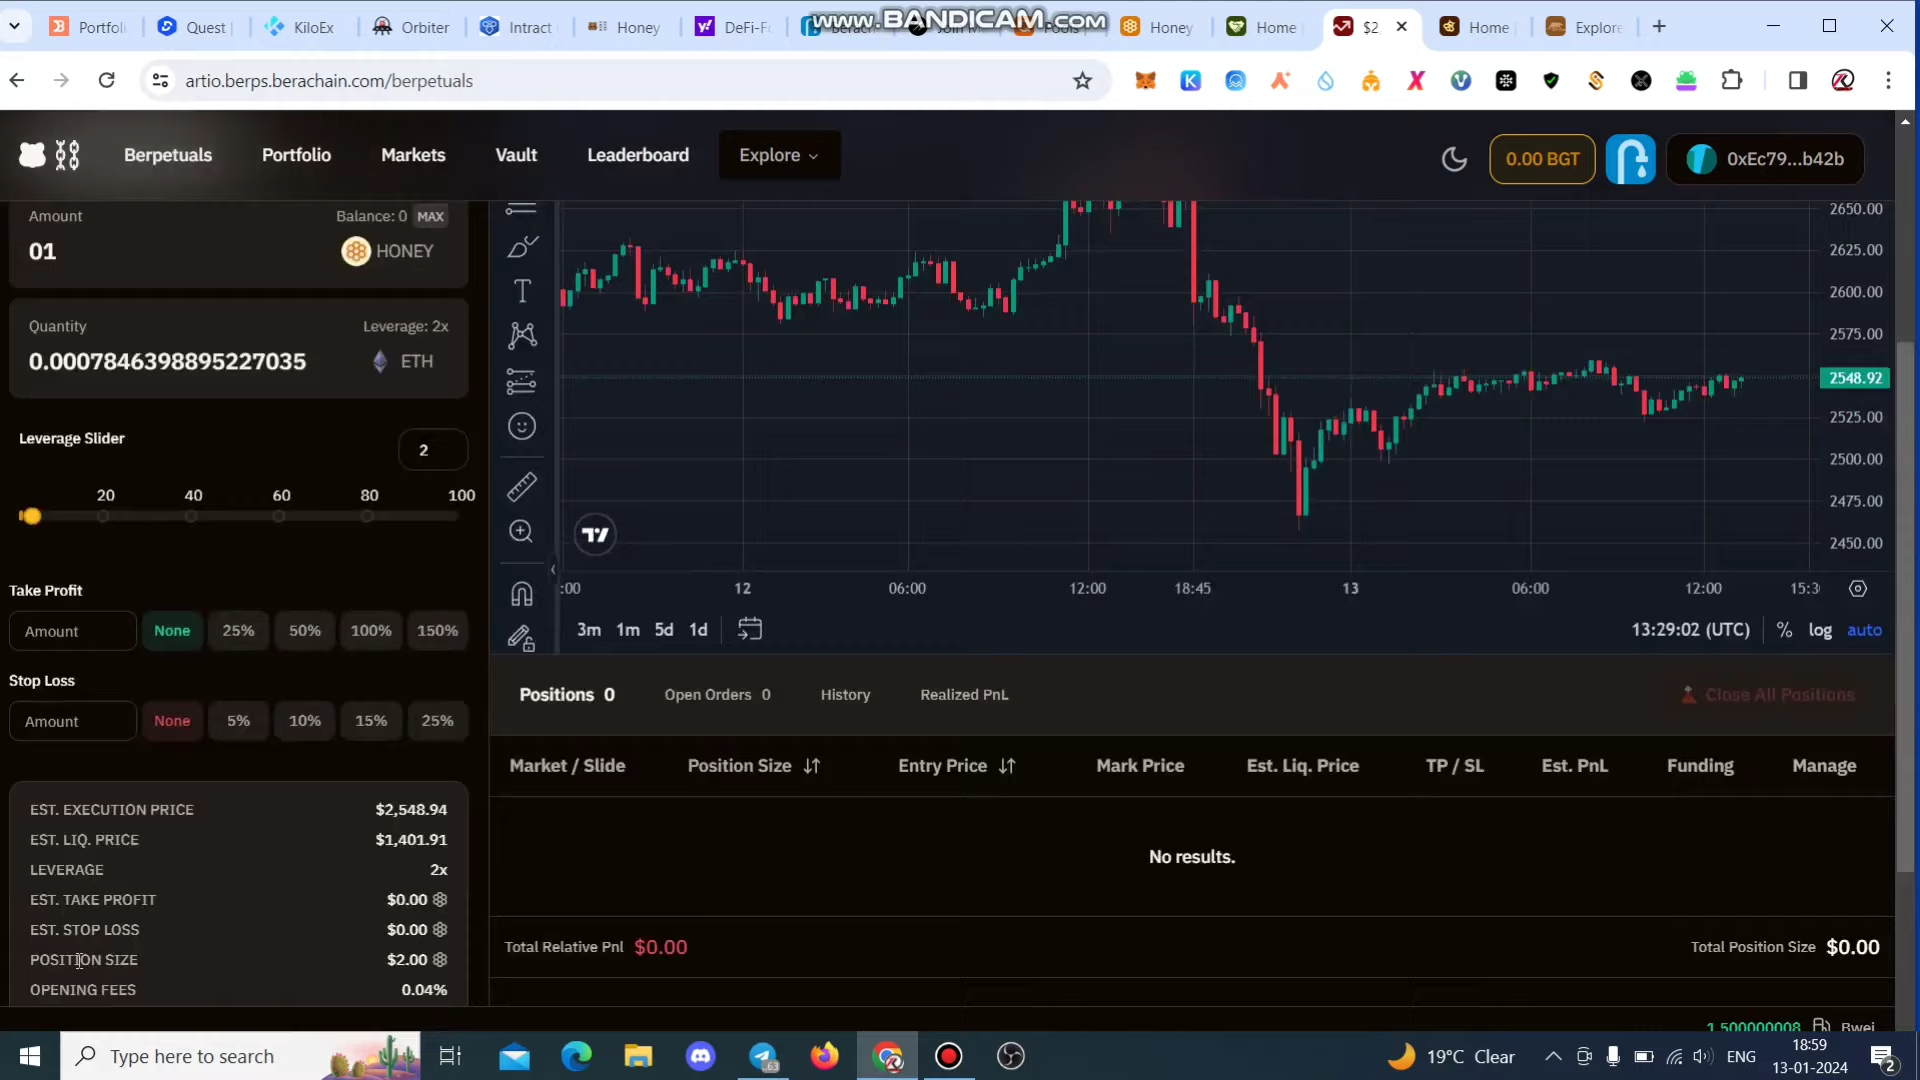 www.BANDICAM.com
Portfoli
Quest
KiloEx
Orbiter
Intract
Honey
DeFi-F
Honey
Home
$2
Home
Explore
artio.berps.berachain.com/berpetuals
Berpetuals
Portfolio
Markets
Vault
Leaderboard
Explore
0.00 BGT
0xEc79...b42b
Amount
Balance: 0 MAX
01
HONEY
Quantity
Leverage: 2x
0.0007846398895227035
ETH
Leverage Slider
2
20 40 60 80 100
Take Profit
Amount None 25% 50% 100% 150%
Stop Loss
Amount None 5% 10% 15% 25%
EST. EXECUTION PRICE $2,548.94
EST. LIQ. PRICE $1,401.91
LEVERAGE 2x
EST. TAKE PROFIT $0.00
EST. STOP LOSS $0.00
POSITION SIZE $2.00
OPENING FEES 0.04%
2650.00
2625.00
2600.00
2575.00
2548.92
2525.00
2500.00
2475.00
2450.00
:00 12 06:00 12:00 18:45 13 06:00 12:00 15:3
3m 1m 5d 1d
13:29:02 (UTC) % log auto
Positions 0
Open Orders 0
History
Realized PnL
Close All Positions
Market / Slide
Position Size
Entry Price
Mark Price
Est. Liq. Price
TP / SL
Est. PnL
Funding
Manage
No results.
Total Relative Pnl $0.00
Total Position Size $0.00
1.500000008 Bwei
Type here to search
63
19°C Clear
ENG
18:59
13-01-2024
2